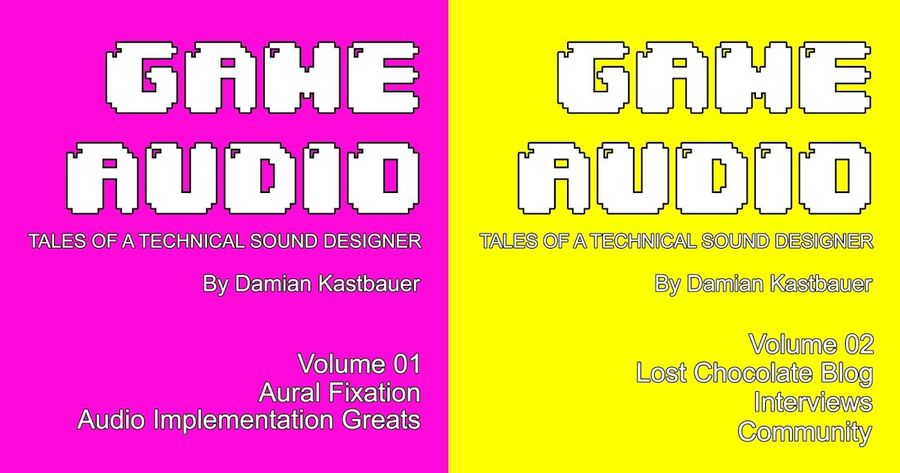 GAME
AUDIO
TALES OF A TECHNICAL SOUND DESIGNER
By Damian Kastbauer
Volume 01
Aural Fixation
Audio Implementation Greats
GAME
AUDIO
TALES OF A TECHNICAL SOUND DESIGNER
By Damian Kastbauer
Volume 02
Lost Chocolate Blog
Interviews
Community